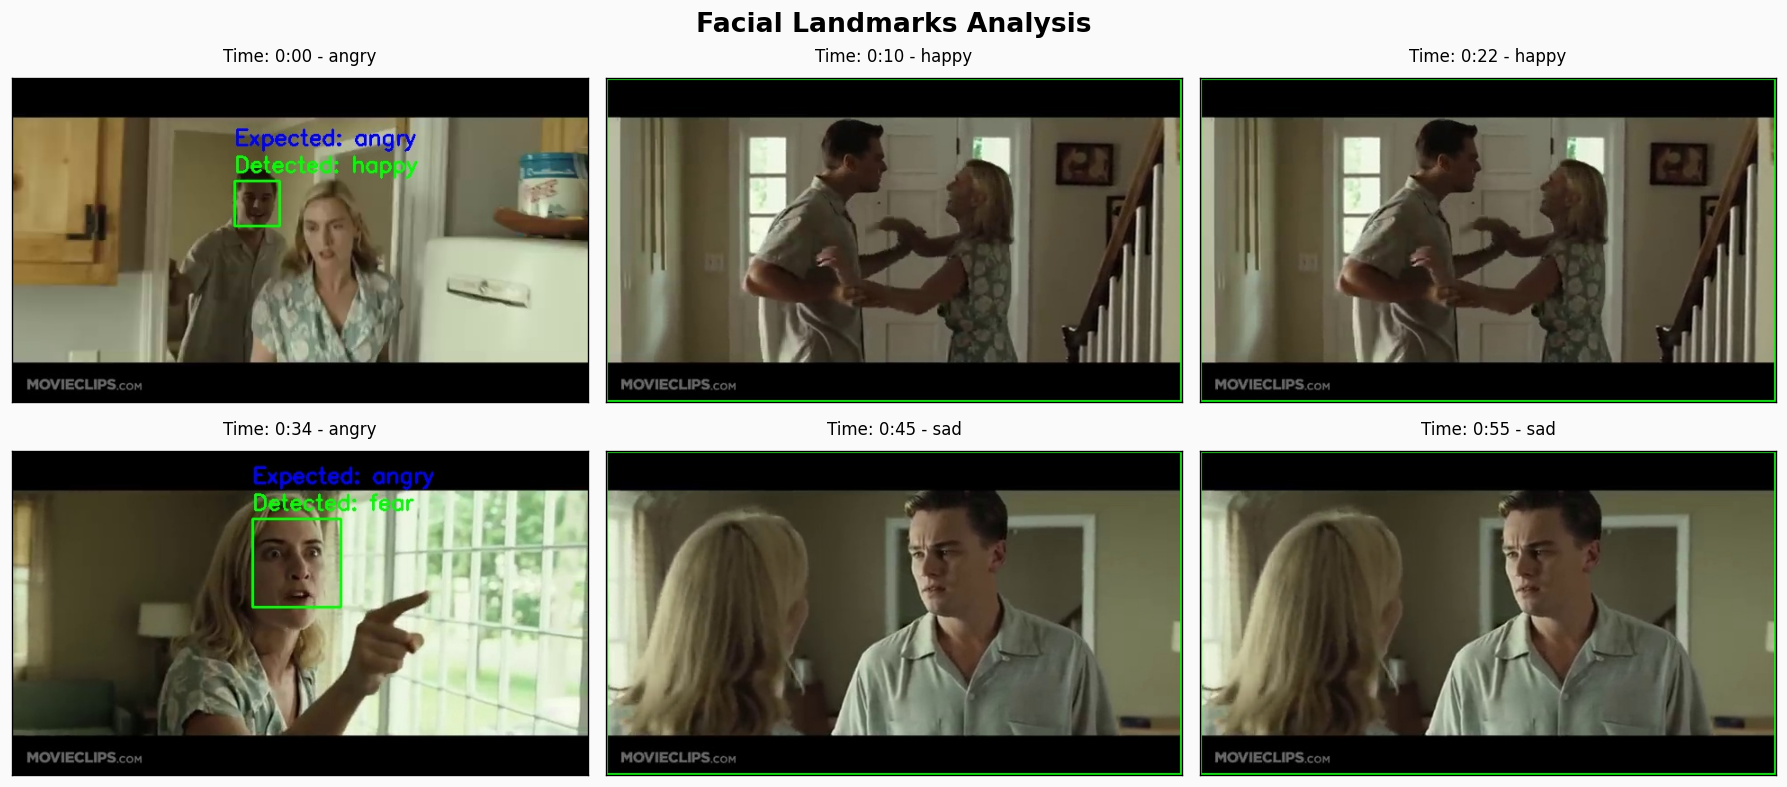 Facial Landmarks Analysis
Time: 0:00 - angry
Time: 0:10 - happy
Time: 0:22 - happy
Expected: angry
Detected: happy
MOVIECLIPS.COM
MOVIECLIPS.COM
MOVIECLIPS.COM
Time: 0:34 - angry
Time: 0:45 - sad
Time: 0:55 - sad
Expected: angry
Detected: fear
MOVIECLIPS.COM
MOVIECLIPS.COM
MOVIECLIPS.COM